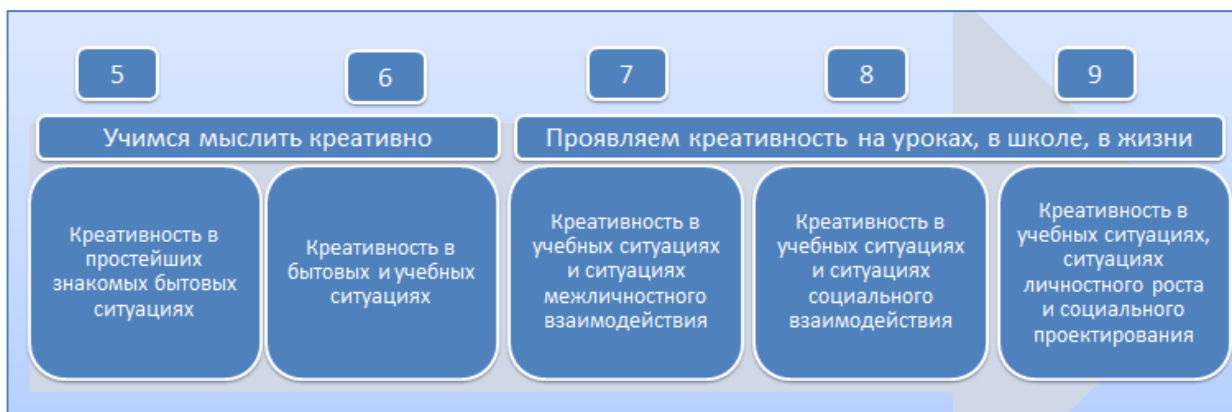 5
6
7
8
9
Учимся мыслить креативно
Проявляем креативность на уроках, в школе, в жизни
Креативность в
простейших
знакомых бытовых
ситуациях
Креативность в
бытовых и учебных
ситуациях
Креативность в
учебных ситуациях
и ситуациях
межличностного
взаимодействия
Креативность в
учебных ситуациях
и ситуациях
социального
взаимодействия
Креативность в
учебных ситуациях,
ситуациях
личностного роста
и социального
проектирования